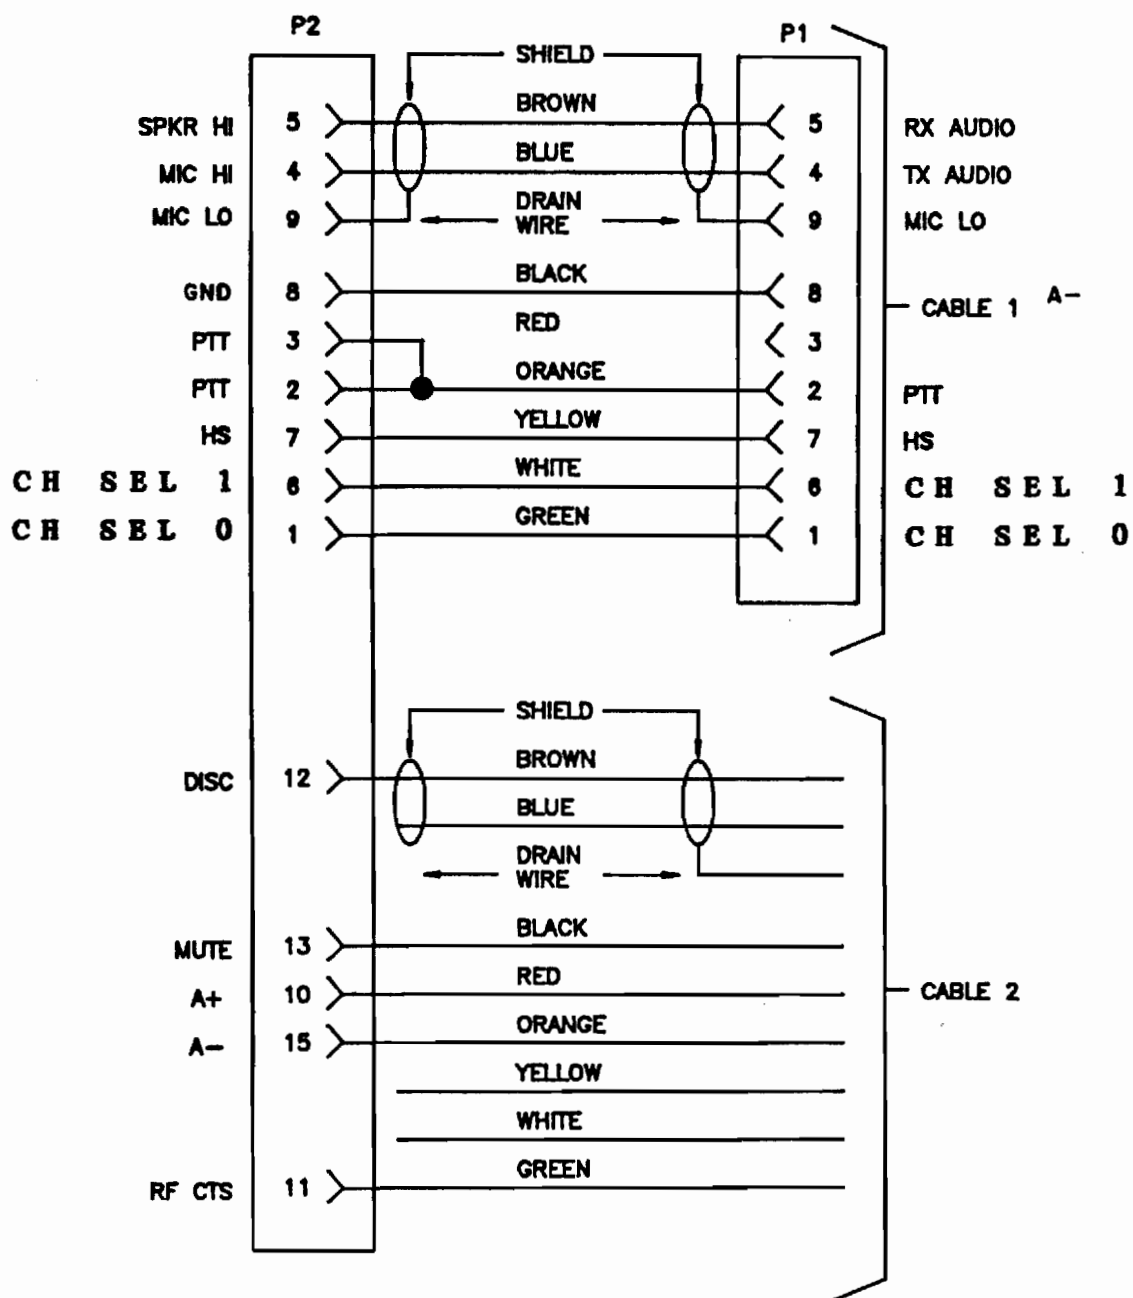 P2
P1
SHIELD
SPKR HI 5 BROWN 5 RX AUDIO
MIC HI 4 BLUE 4 TX AUDIO
MIC LO 9 DRAIN WIRE 9 MIC LO
GND 8 BLACK 8 A-
CABLE 1
PTT 3 RED 3
PTT 2 ORANGE 2 PTT
HS 7 YELLOW 7 HS
CH SEL 1 6 WHITE 6 CH SEL 1
CH SEL 0 1 GREEN 1 CH SEL 0
SHIELD
DISC 12 BROWN
BLUE
DRAIN
WIRE
MUTE 13 BLACK
A+ 10 RED
CABLE 2
A- 15 ORANGE
YELLOW
WHITE
RF CTS 11 GREEN